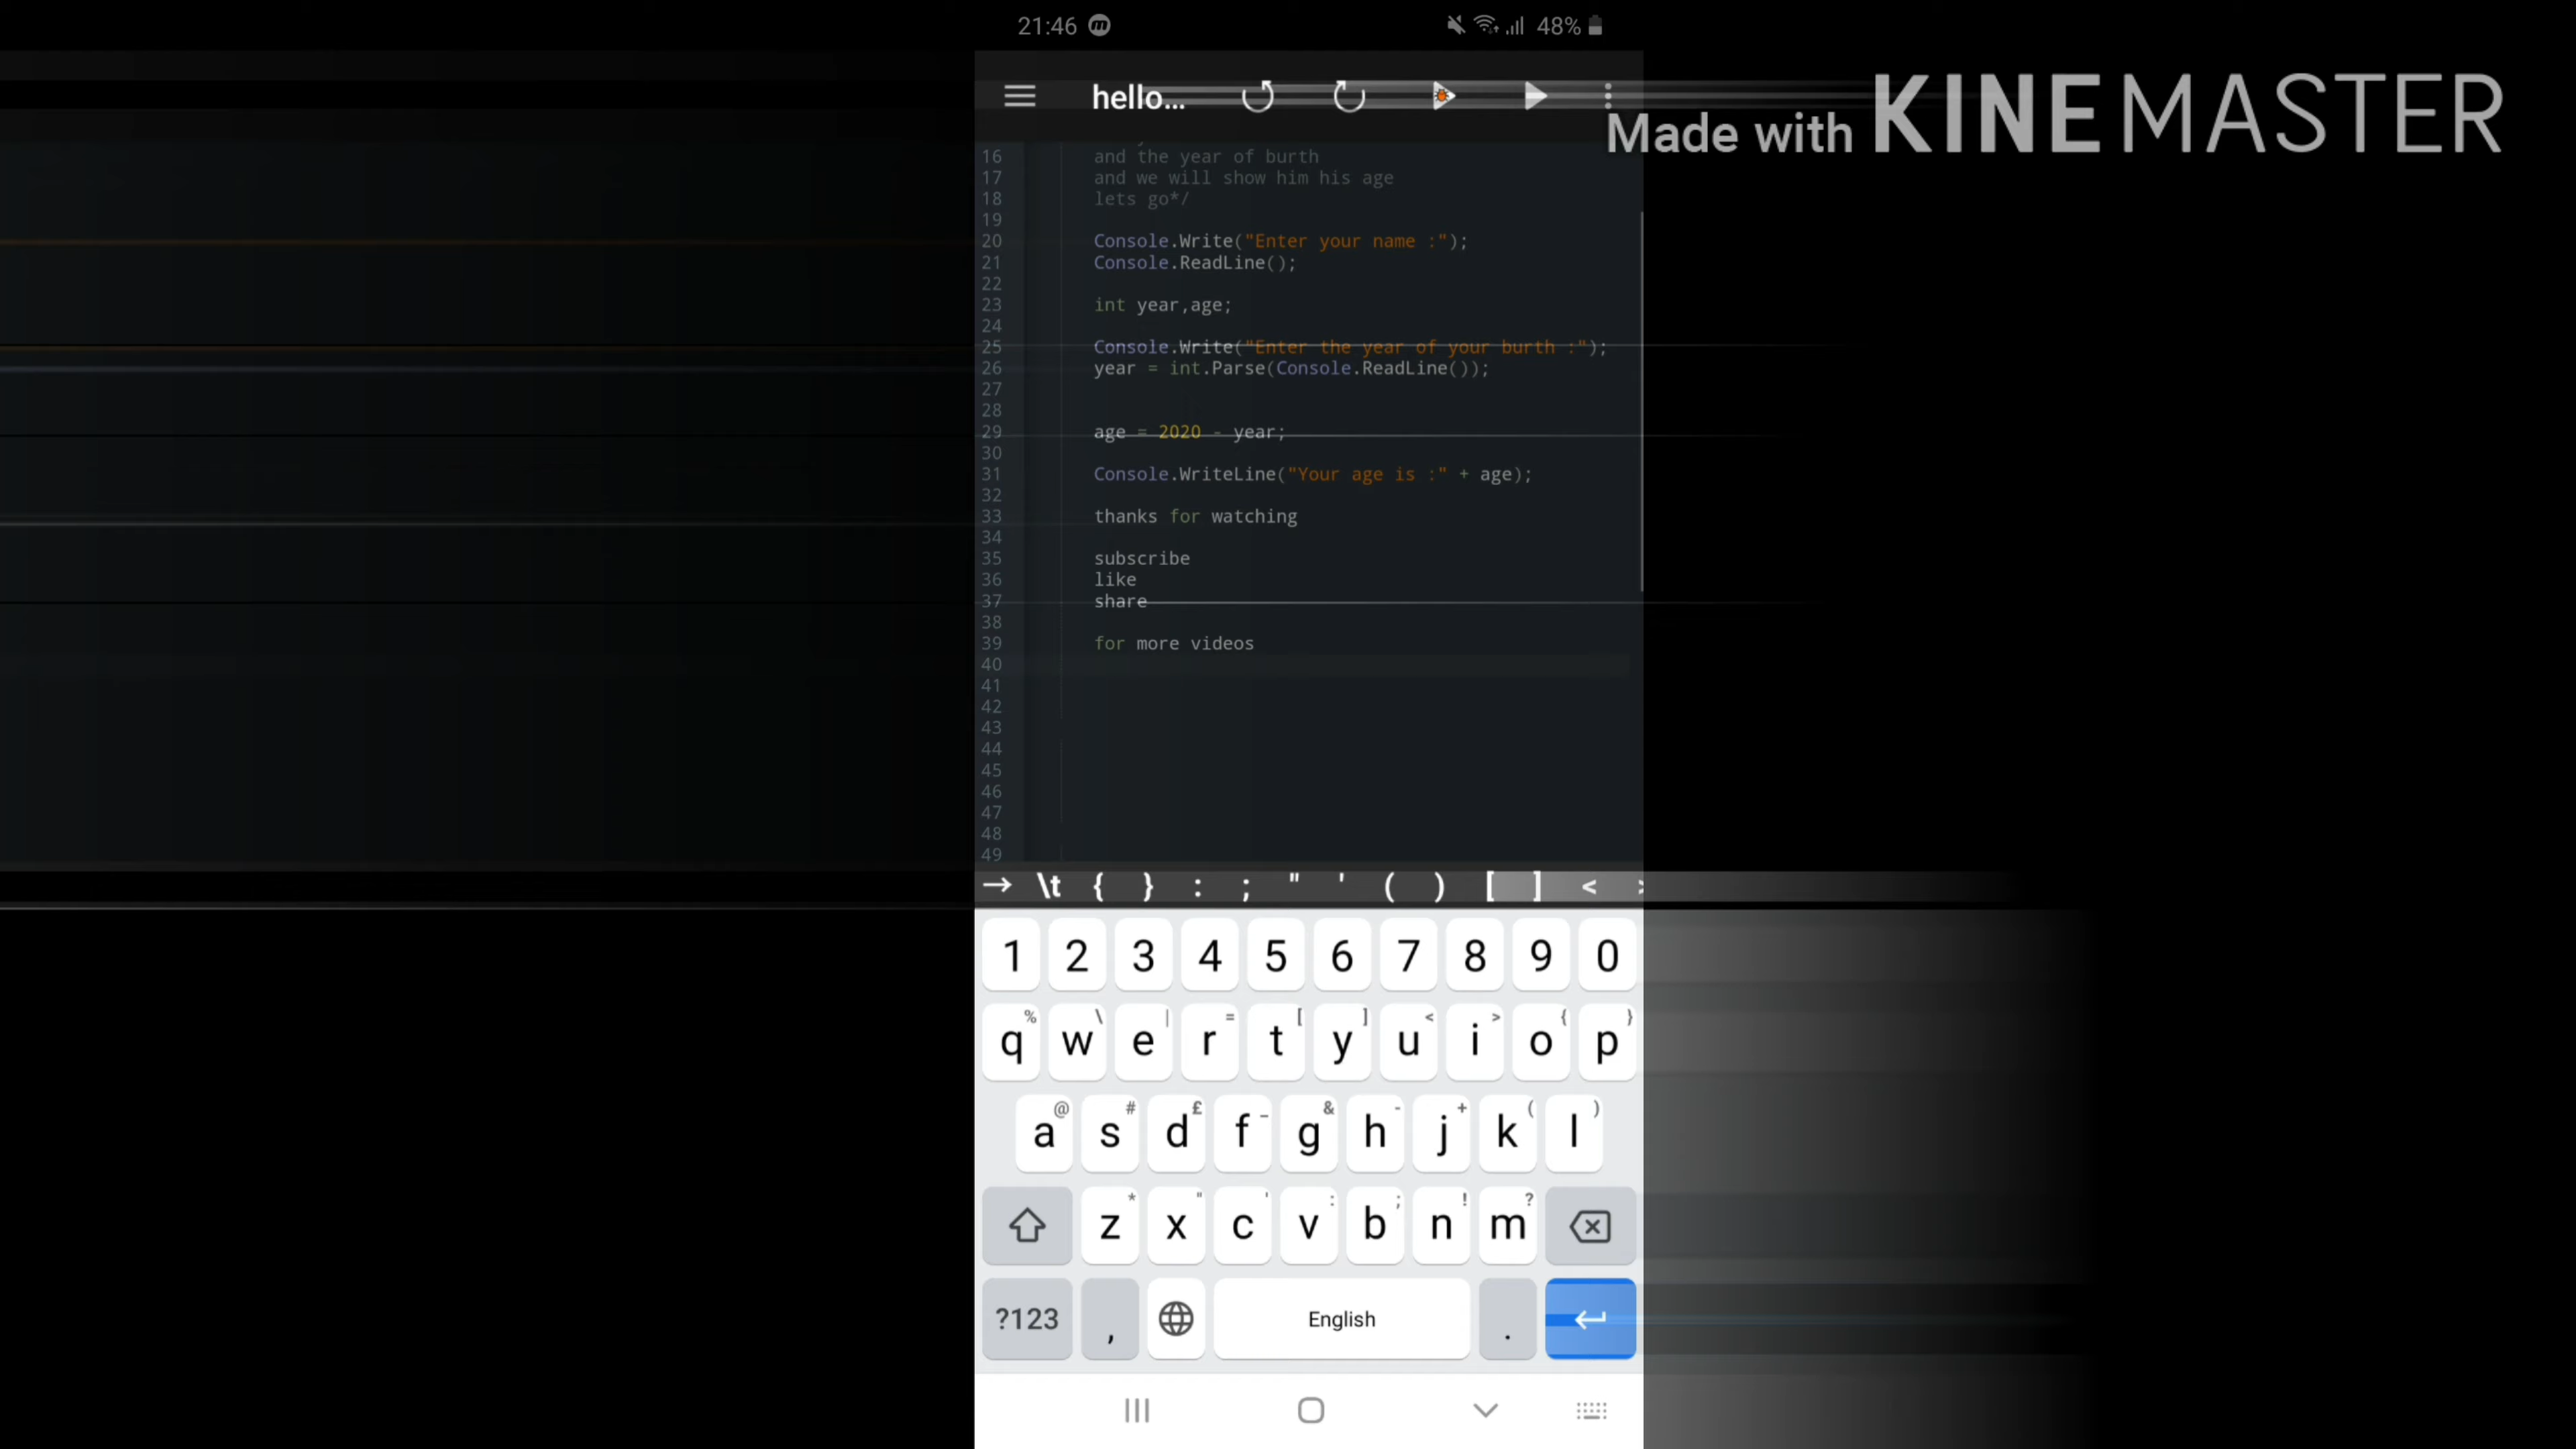 21:46
48%
hello...
Made with KINEMASTER
16 and the year of burth
17 and we will show him his age
18 lets go*/
19
20 Console.Write("Enter your name :");
21 Console.ReadLine();
22
23 int year,age;
24
25 Console.Write("Enter the year of your burth :");
26 year = int.Parse(Console.ReadLine());
27
28
29 age = 2020 - year;
30
31 Console.WriteLine("Your age is :" + age);
32
33 thanks for watching
34
35 subscribe
36 like
37 share
38
39 for more videos
40
41
42
43
44
45
46
47
48
49
→ \t { } : ; " ' ( ) [ ] <
1 2 3 4 5 6 7 8 9 0
% \ | = [ ] < > { }
q w e r t y u i o p
@ # £ _ & - + ( )
a s d f g h j k l
* " ' : ; ! ?
z x c v b n m
?123 , English .